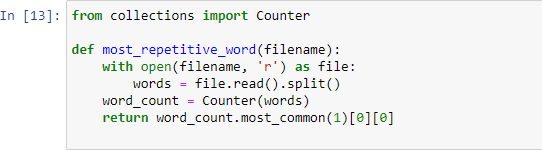 In [13]: from collections import Counter
def most_repetitive_word(filename):
    with open(filename, 'r') as file:
        words = file.read().split()
    word_count = Counter(words)
    return word_count.most_common(1)[0][0]